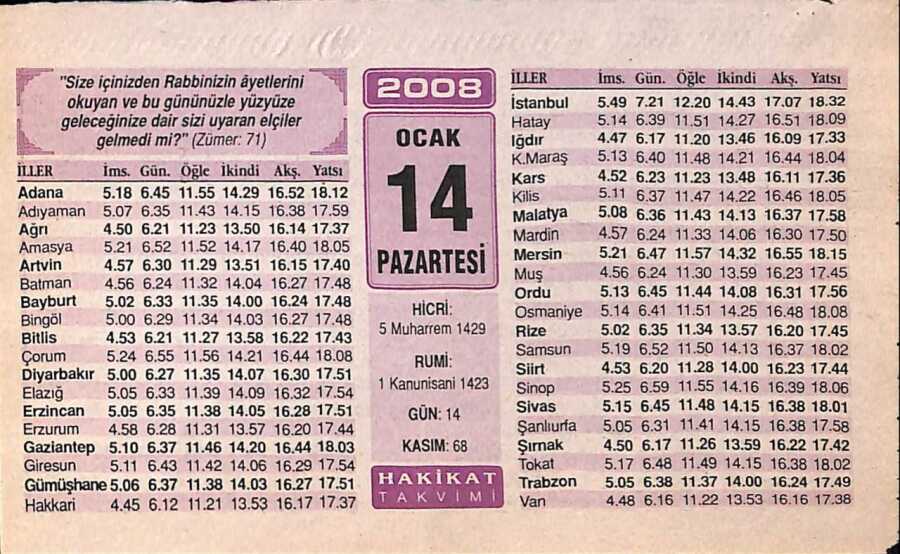 "Size içinizden Rabbinizin âyetlerini
okuyan ve bu gününüzle yüzyüze
geleceğinize dair sizi uyaran elçiler
gelmedi mi?" (Zümer: 71)
İLLER İms. Gün. Öğle İkindi Akş. Yatsı
Adana 5.18 6.45 11.55 14.29 16.52 18.12
Adıyaman 5.07 6.35 11.43 14.15 16.38 17.59
Ağrı 4.50 6.21 11.23 13.50 16.14 17.37
Amasya 5.21 6.52 11.52 14.17 16.40 18.05
Artvin 4.57 6.30 11.29 13.51 16.15 17.40
Batman 4.56 6.24 11.32 14.04 16.27 17.48
Bayburt 5.02 6.33 11.35 14.00 16.24 17.48
Bingöl 5.00 6.29 11.34 14.03 16.27 17.48
Bitlis 4.53 6.21 11.27 13.58 16.22 17.43
Çorum 5.24 6.55 11.56 14.21 16.44 18.08
Diyarbakır 5.00 6.27 11.35 14.07 16.30 17.51
Elazığ 5.05 6.33 11.39 14.09 16.32 17.54
Erzincan 5.05 6.35 11.38 14.05 16.28 17.51
Erzurum 4.58 6.28 11.31 13.57 16.20 17.44
Gaziantep 5.10 6.37 11.46 14.20 16.44 18.03
Giresun 5.11 6.43 11.42 14.06 16.29 17.54
Gümüşhane 5.06 6.37 11.38 14.03 16.27 17.51
Hakkari 4.45 6.12 11.21 13.53 16.17 17.37
2008
OCAK
14
PAZARTESİ
HİCRİ:
5 Muharrem 1429
RUMİ:
1 Kanunisani 1423
GÜN: 14
KASIM: 68
HAKİKAT
TAKVİMİ
İLLER İms. Gün. Öğle İkindi Akş. Yatsı
İstanbul 5.49 7.21 12.20 14.43 17.07 18.32
Hatay 5.14 6.39 11.51 14.27 16.51 18.09
Iğdır 4.47 6.17 11.20 13.46 16.09 17.33
K.Maraş 5.13 6.40 11.48 14.21 16.44 18.04
Kars 4.52 6.23 11.23 13.48 16.11 17.36
Kilis 5.11 6.37 11.47 14.22 16.46 18.05
Malatya 5.08 6.36 11.43 14.13 16.37 17.58
Mardin 4.57 6.24 11.33 14.06 16.30 17.50
Mersin 5.21 6.47 11.57 14.32 16.55 18.15
Muş 4.56 6.24 11.30 13.59 16.23 17.45
Ordu 5.13 6.45 11.44 14.08 16.31 17.56
Osmaniye 5.14 6.41 11.51 14.25 16.48 18.08
Rize 5.02 6.35 11.34 13.57 16.20 17.45
Samsun 5.19 6.52 11.50 14.13 16.37 18.02
Siirt 4.53 6.20 11.28 14.00 16.23 17.44
Sinop 5.25 6.59 11.55 14.16 16.39 18.06
Sivas 5.15 6.45 11.48 14.15 16.38 18.01
Şanlıurfa 5.05 6.31 11.41 14.15 16.38 17.58
Şırnak 4.50 6.17 11.26 13.59 16.22 17.42
Tokat 5.17 6.48 11.49 14.15 16.38 18.02
Trabzon 5.05 6.38 11.37 14.00 16.24 17.49
Van 4.48 6.16 11.22 13.53 16.16 17.38